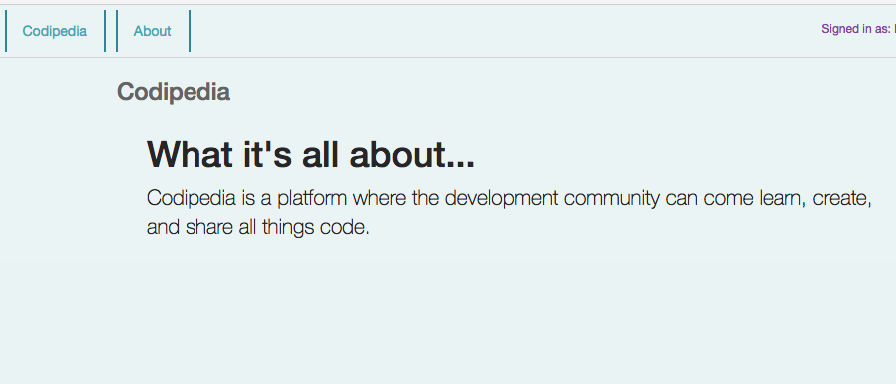 Codipedia
About
Signed in as:
Codipedia
What it's all about...
Codipedia is a platform where the development community can come learn, create,
and share all things code.